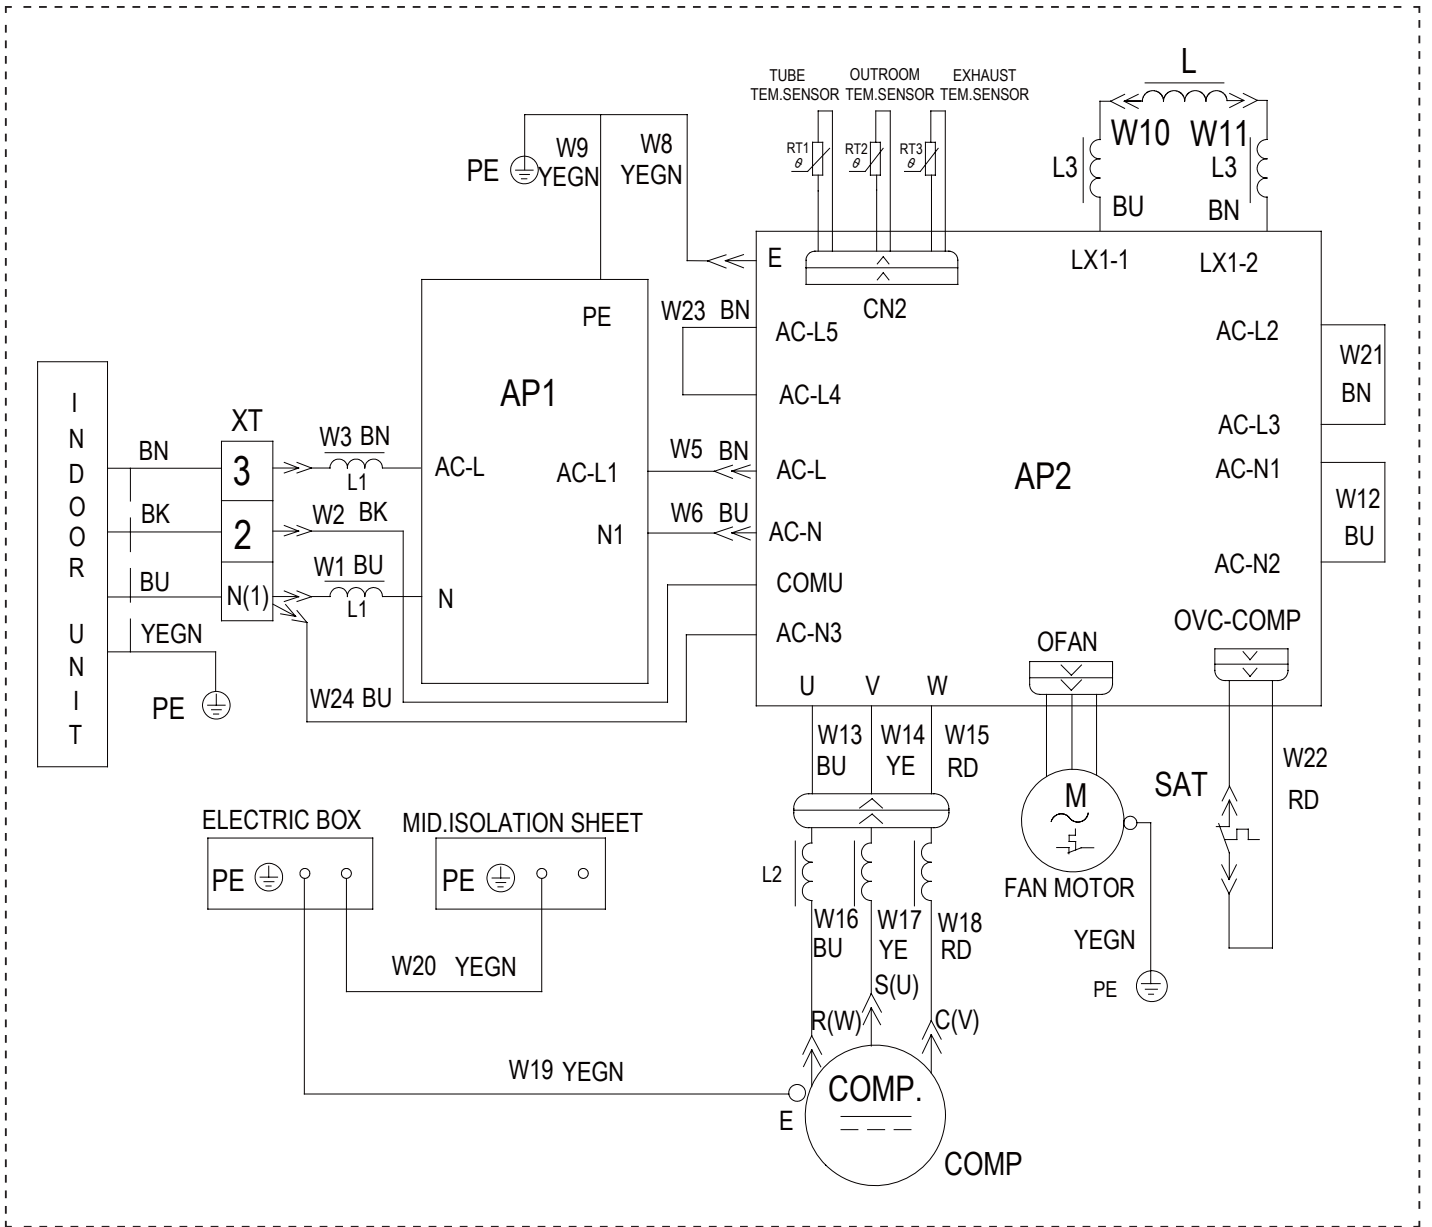 TUBE
TEM.SENSOR
OUTROOM
TEM.SENSOR
EXHAUST
TEM.SENSOR
L
W10
W11
L3
BU
L3
BN
RT1
θ
RT2
θ
RT3
θ
PE
W9
YEGN
W8
YEGN
E
CN2
LX1-1
LX1-2
W23 BN
AC-L5
AC-L4
AC-L2
W21
BN
AC-L3
PE
AP1
AP2
INDOOR UNIT
XT
BN
3
W3 BN
L1
AC-L
AC-L1
W5 BN
AC-L
AC-N1
W12
BU
BK
2
W2 BK
N1
W6 BU
AC-N
AC-N2
BU
N(1)
W1 BU
L1
N
COMU
AC-N3
OVC-COMP
YEGN
PE
W24 BU
OFAN
U
V
W
W13
BU
W14
YE
W15
RD
M
FAN MOTOR
SAT
W22
RD
YEGN
PE
ELECTRIC BOX
PE
MID.ISOLATION SHEET
PE
W20 YEGN
L2
W16
BU
W17
YE
W18
RD
R(W)
S(U)
C(V)
W19 YEGN
E
COMP.
COMP